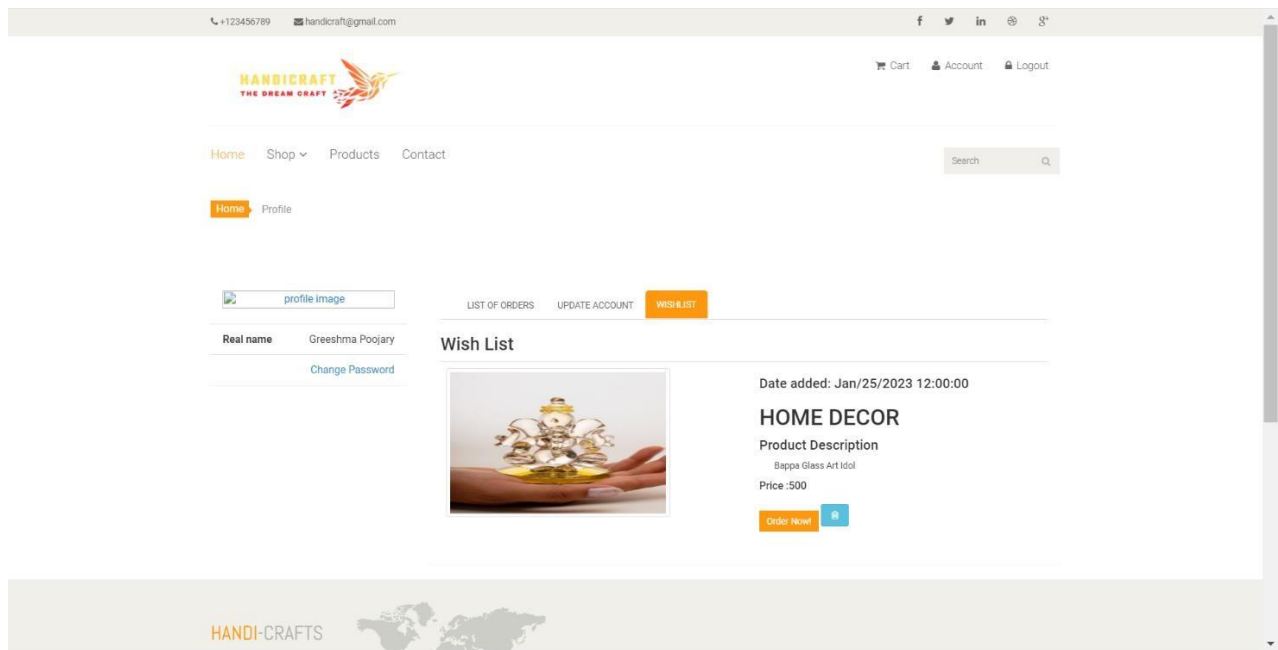 +123456789 handicraft@gmail.com
HANDICRAFT
THE DREAM CRAFT
Cart Account Logout
Home Shop Products Contact
Search
Home Profile
profile image
LIST OF ORDERS UPDATE ACCOUNT WISHLIST
Real name Greeshma Poojary
Change Password
Wish List
Date added: Jan/25/2023 12:00:00
HOME DECOR
Product Description
Bappa Glass Art Idol
Price :500
Order Now!
HANDI-CRAFTS